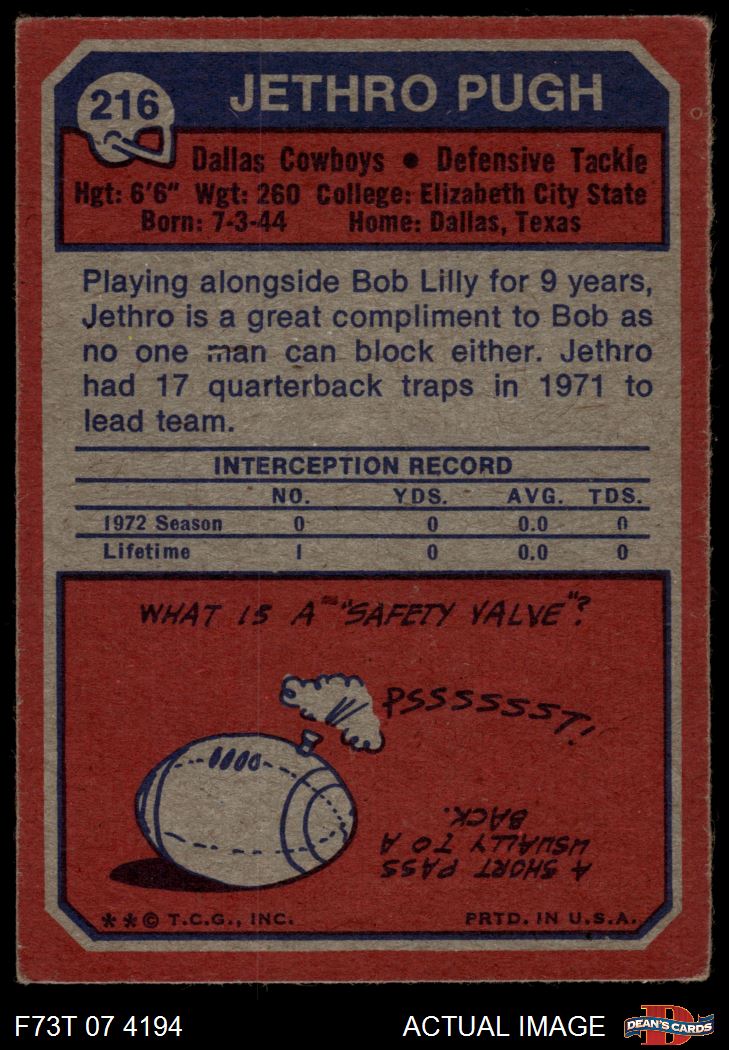 216
JETHRO PUGH
Dallas Cowboys • Defensive Tackle
Hgt: 6'6" Wgt: 260 College: Elizabeth City State
Born: 7-3-44 Home: Dallas, Texas
Playing alongside Bob Lilly for 9 years,
Jethro is a great compliment to Bob as
no one man can block either. Jethro
had 17 quarterback traps in 1971 to
lead team.
INTERCEPTION RECORD
NO. YDS. AVG. TDS.
1972 Season 0 0 0.0 0
Lifetime 1 0 0.0 0
WHAT IS A "SAFETY VALVE"?
PSSSSSST!
A SHORT PASS
USUALLY TO A
BACK.
**© T.C.G., INC. PRTD. IN U.S.A.
F73T 07 4194 ACTUAL IMAGE
D
DEAN'S CARDS